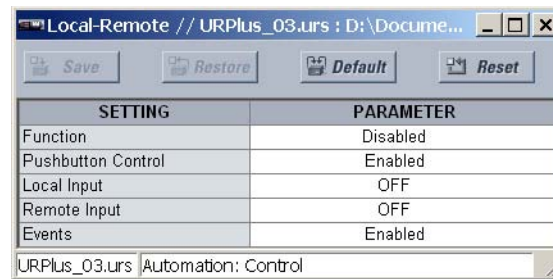 Local-Remote // URPlus_03.urs : D:\Docume...
Save Restore Default Reset
SETTING PARAMETER
Function Disabled
Pushbutton Control Enabled
Local Input OFF
Remote Input OFF
Events Enabled
URPlus_03.urs Automation: Control